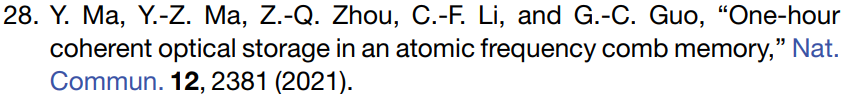 28. Y. Ma, Y.-Z. Ma, Z.-Q. Zhou, C.-F. Li, and G.-C. Guo, “One-hour
coherent optical storage in an atomic frequency comb memory,” Nat.
Commun. 12, 2381 (2021).